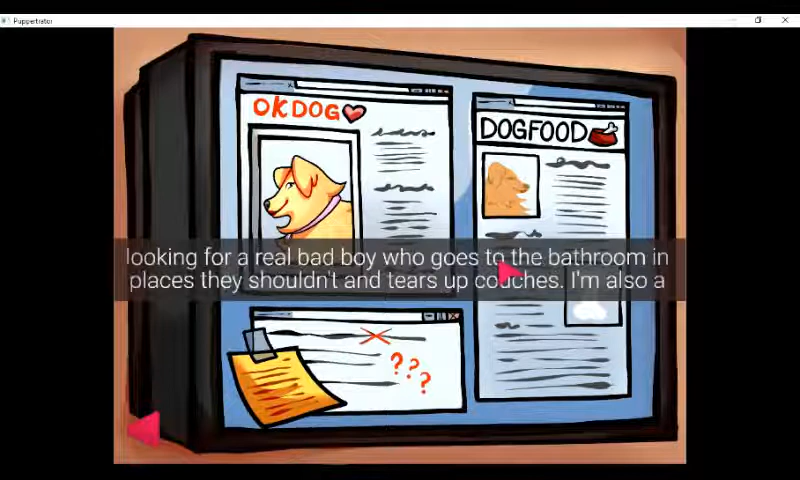 Puppertrator
OKDOG
DOGFOOD
looking for a real bad boy who goes to the bathroom in
places they shouldn't and tears up couches. I'm also a
???